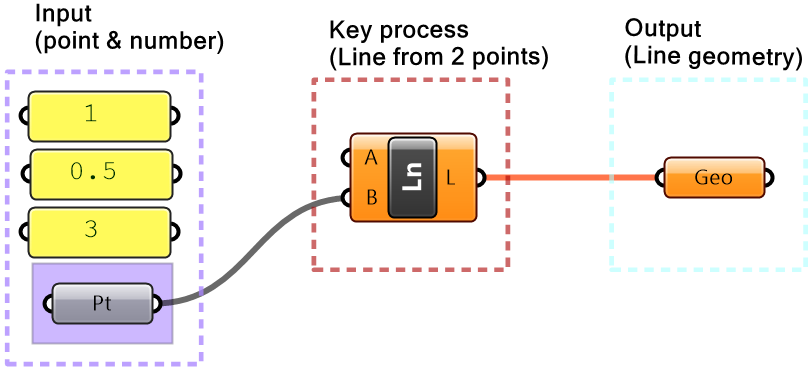 Input
(point & number)
Key process
(Line from 2 points)
Output
(Line geometry)
1
0.5
3
Pt
A
B
Ln
L
Geo